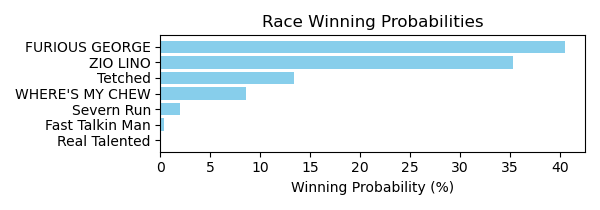 Race Winning Probabilities
FURIOUS GEORGE
ZIO LINO
Tetched
WHERE'S MY CHEW
Severn Run
Fast Talkin Man
Real Talented
0 5 10 15 20 25 30 35 40
Winning Probability (%)